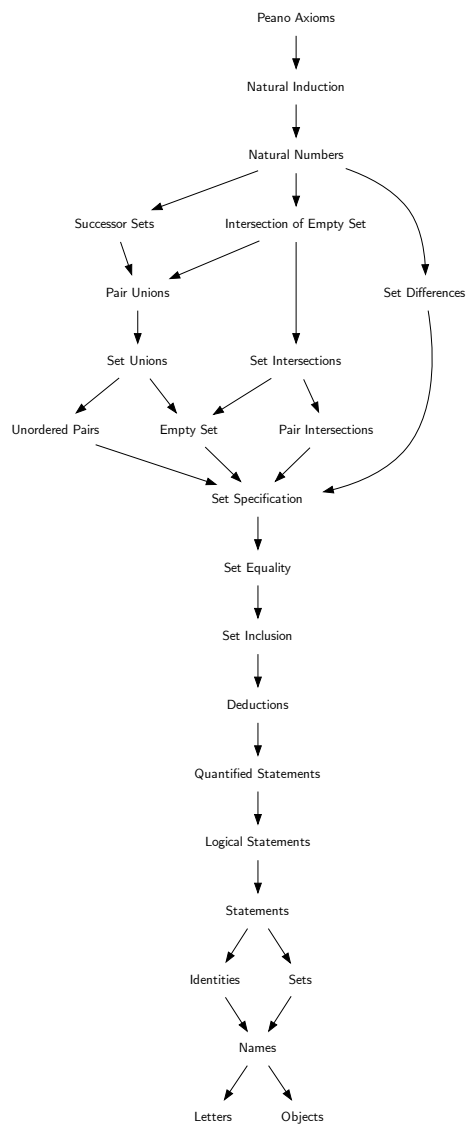 Peano Axioms
Natural Induction
Natural Numbers
Successor Sets
Intersection of Empty Set
Pair Unions
Set Differences
Set Unions
Set Intersections
Unordered Pairs
Empty Set
Pair Intersections
Set Specification
Set Equality
Set Inclusion
Deductions
Quantified Statements
Logical Statements
Statements
Identities
Sets
Names
Letters
Objects